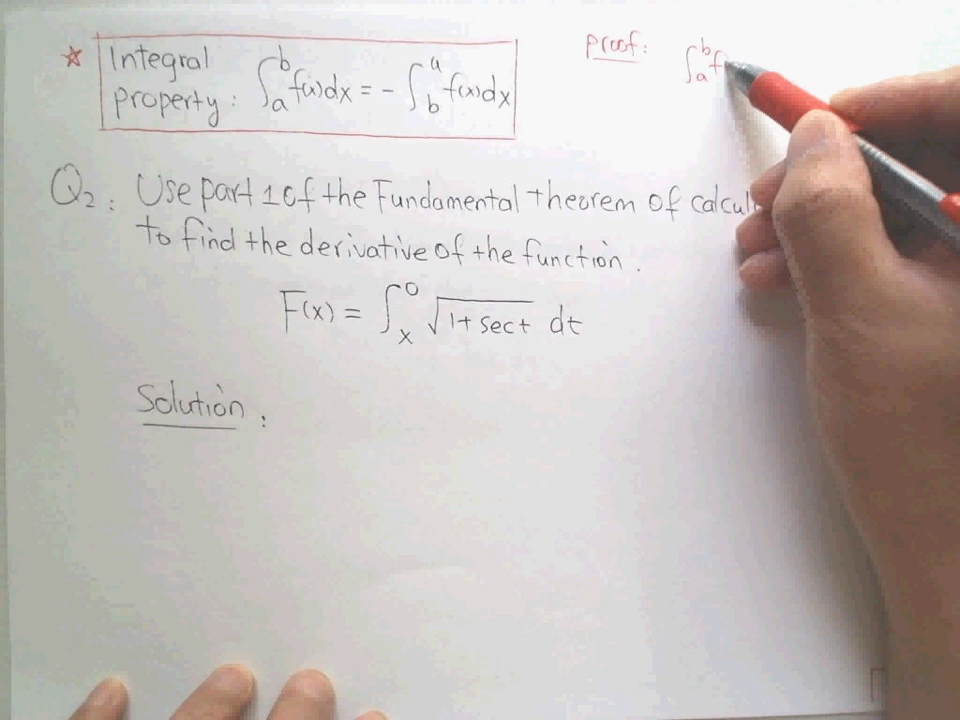 ★ Integral property: ∫_a^b f(x)dx = - ∫_b^a f(x)dx
Proof: ∫_a^b f
Q2: Use part 1 of the Fundamental theorem of
to find the derivative of the function.
F(x) = ∫_x^0 √(1+sect) dt
Solution: